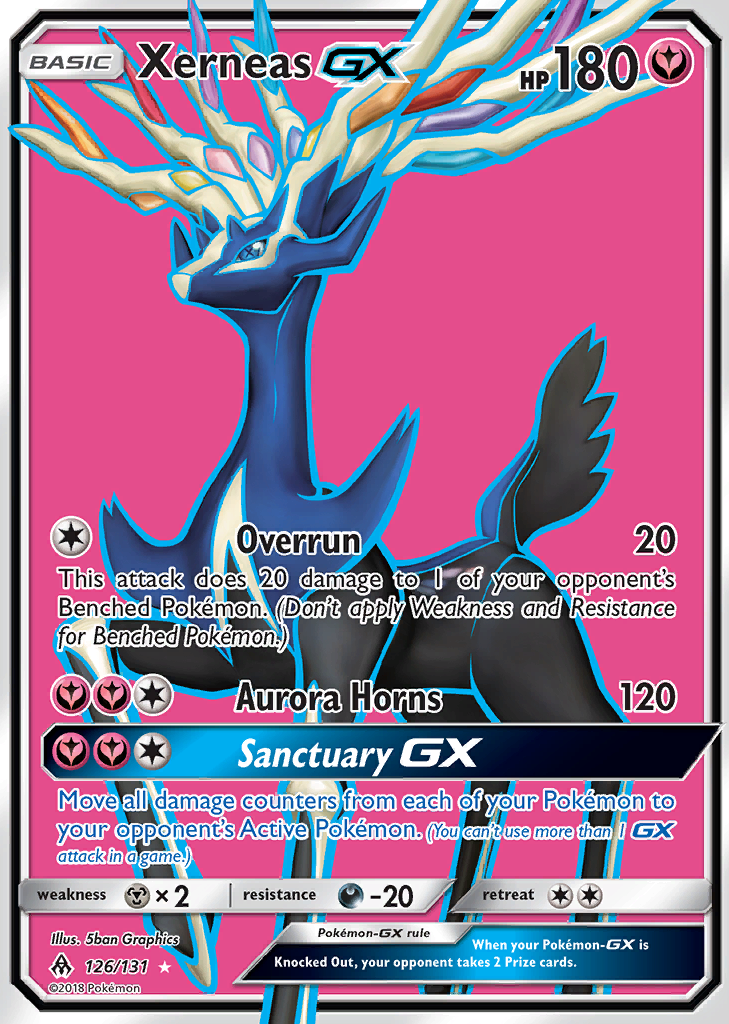 BASIC Xerneas GX HP 180
Overrun 20
This attack does 20 damage to 1 of your opponent's
Benched Pokémon. (Don't apply Weakness and Resistance
for Benched Pokémon.)
Aurora Horns 120
Sanctuary GX
Move all damage counters from each of your Pokémon to
your opponent's Active Pokémon. (You can't use more than 1 GX
attack in a game.)
weakness × 2 resistance -20 retreat
Illus. 5ban Graphics
126/131
©2018 Pokémon
Pokémon-GX rule
When your Pokémon-GX is
Knocked Out, your opponent takes 2 Prize cards.